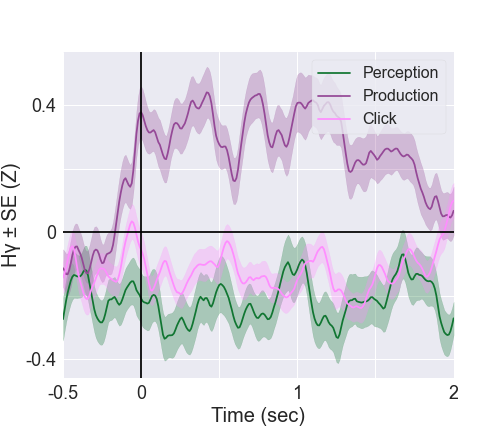 Perception
Production
Click
0.4
0
-0.4
Hγ ± SE (Z)
-0.5
0
1
2
Time (sec)